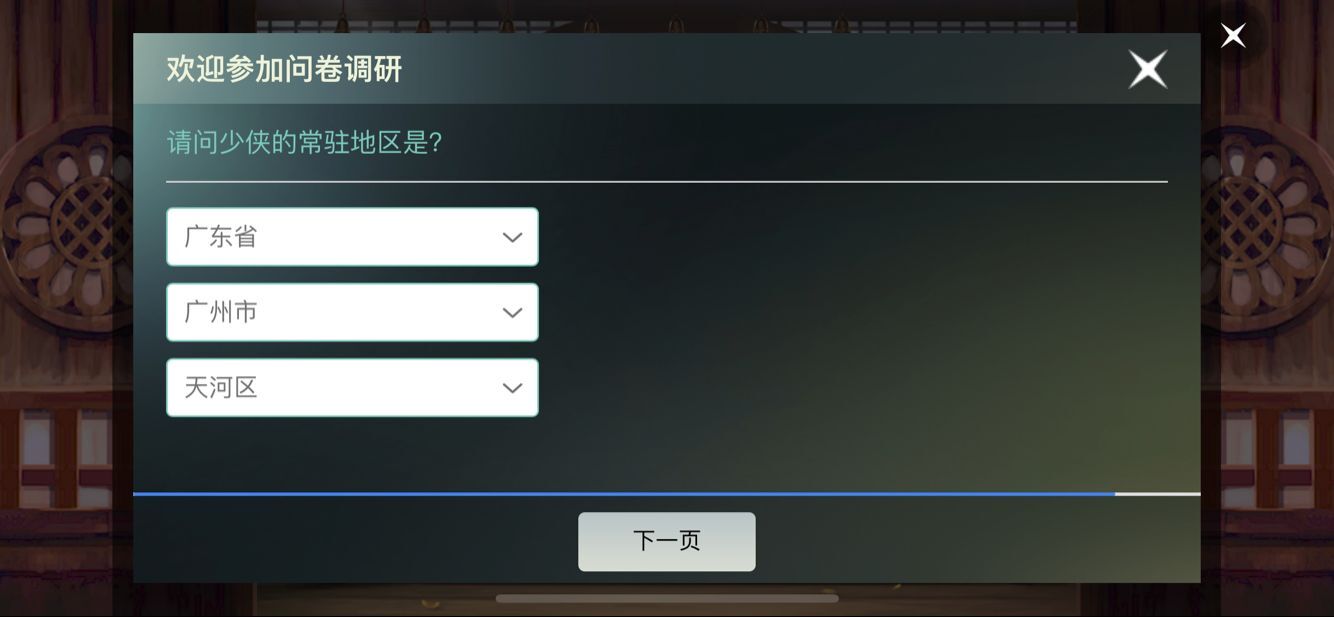 欢迎参加问卷调研
请问少侠的常驻地区是?
广东省
广州市
天河区
下一页